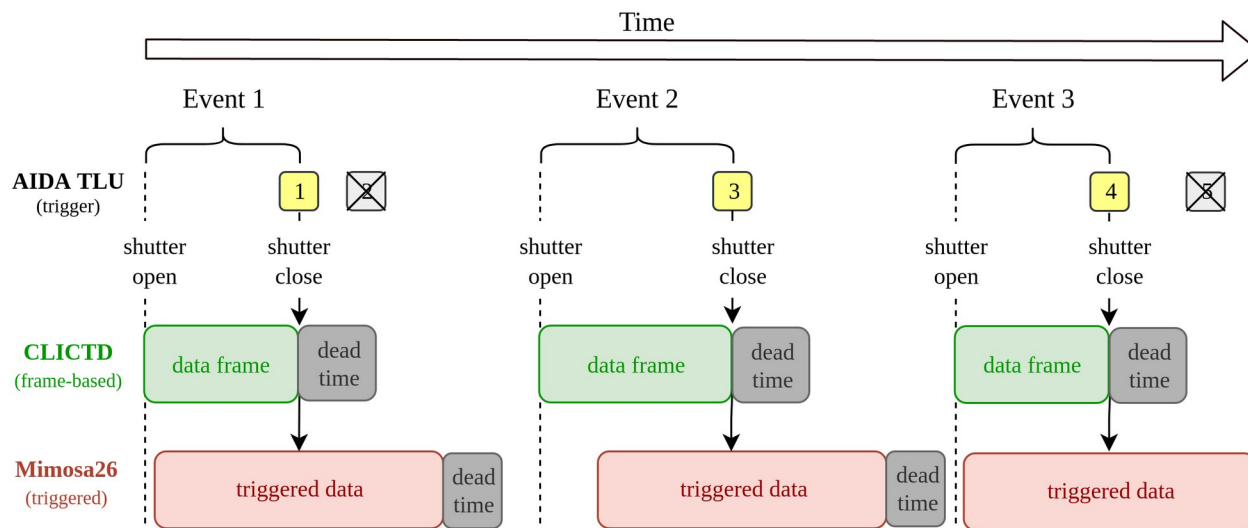 Time
Event 1
Event 2
Event 3
AIDA TLU
(trigger)
1
2
3
4
5
shutter
open
shutter
close
shutter
open
shutter
close
shutter
open
shutter
close
CLICTD
(frame-based)
data frame
dead
time
data frame
dead
time
data frame
dead
time
Mimosa26
(triggered)
triggered data
dead
time
triggered data
dead
time
triggered data